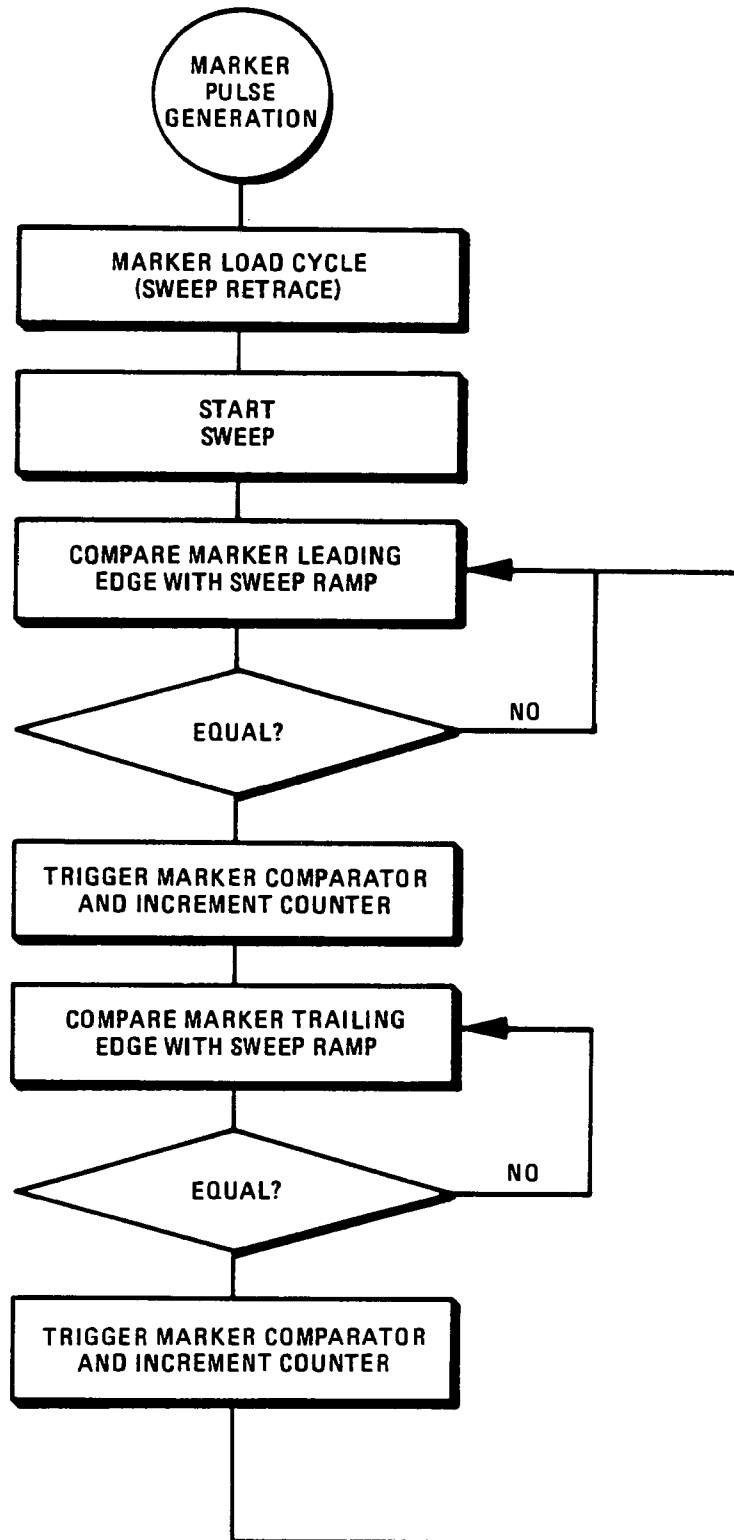 MARKER
PULSE
GENERATION
MARKER LOAD CYCLE
(SWEEP RETRACE)
START
SWEEP
COMPARE MARKER LEADING
EDGE WITH SWEEP RAMP
EQUAL?
NO
TRIGGER MARKER COMPARATOR
AND INCREMENT COUNTER
COMPARE MARKER TRAILING
EDGE WITH SWEEP RAMP
EQUAL?
NO
TRIGGER MARKER COMPARATOR
AND INCREMENT COUNTER